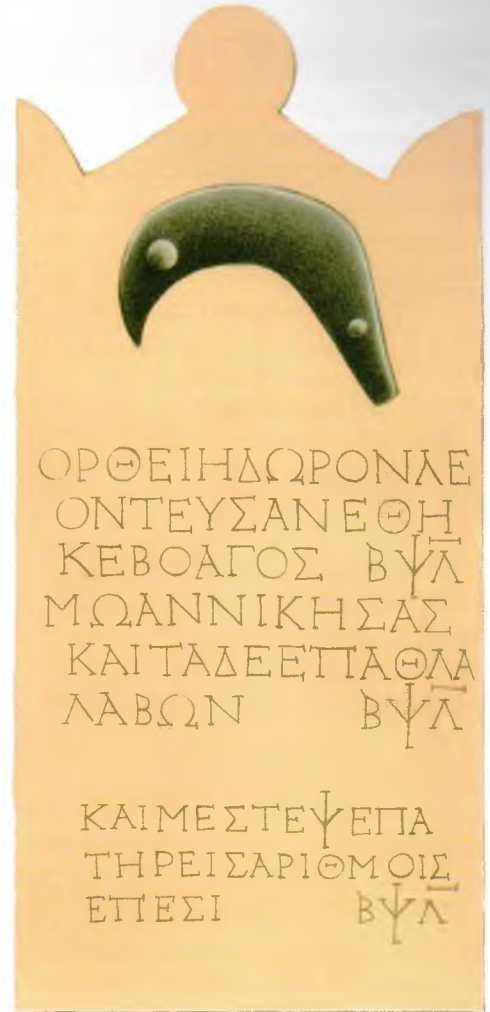 ΟΡΘΕΙΗΔΩΡΟΝΛΕ
ΟΝΤΕΥΣΑΝΕΘΗ
ΚΕΒΟΑΓΟΣ ΒΨΛ̅
ΜΩΑΝΝΙΚΗΣΑΣ
ΚΑΙΤΑΔΕΕΠΑΘΛΑ
ΛΑΒΩΝ ΒΨΛ̅
ΚΑΙΜΕΣΤΕΨΕΠΑ
ΤΗΡΕΙΣΑΡΙΘΜΟΙΣ
ΕΠΕΣΙ ΒΨΛ̅